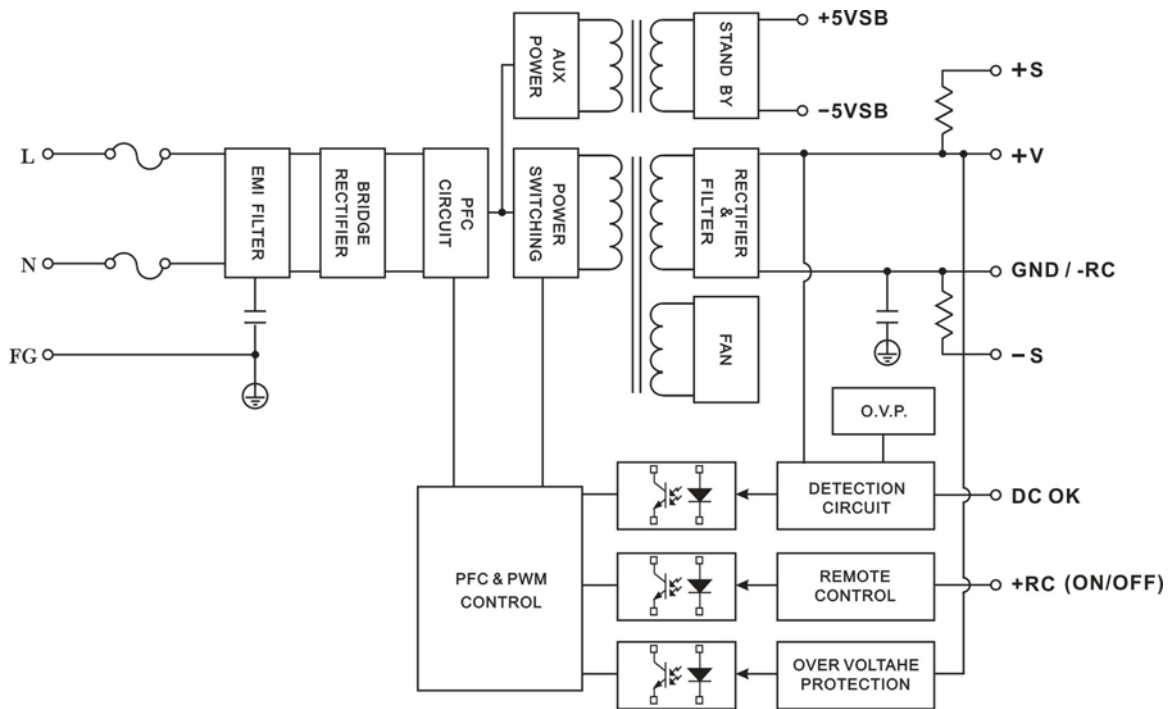 AUX
POWER
STAND BY
+5VSB
−5VSB
+S
L
EMI FILTER
BRIDGE
RECTIFIER
PFC
CIRCUIT
POWER
SWITCHING
RECTIFIER
&
FILTER
+V
N
GND / -RC
FG
FAN
−S
O.V.P.
DETECTION
CIRCUIT
DC OK
PFC & PWM
CONTROL
REMOTE
CONTROL
+RC (ON/OFF)
OVER VOLTAHE
PROTECTION